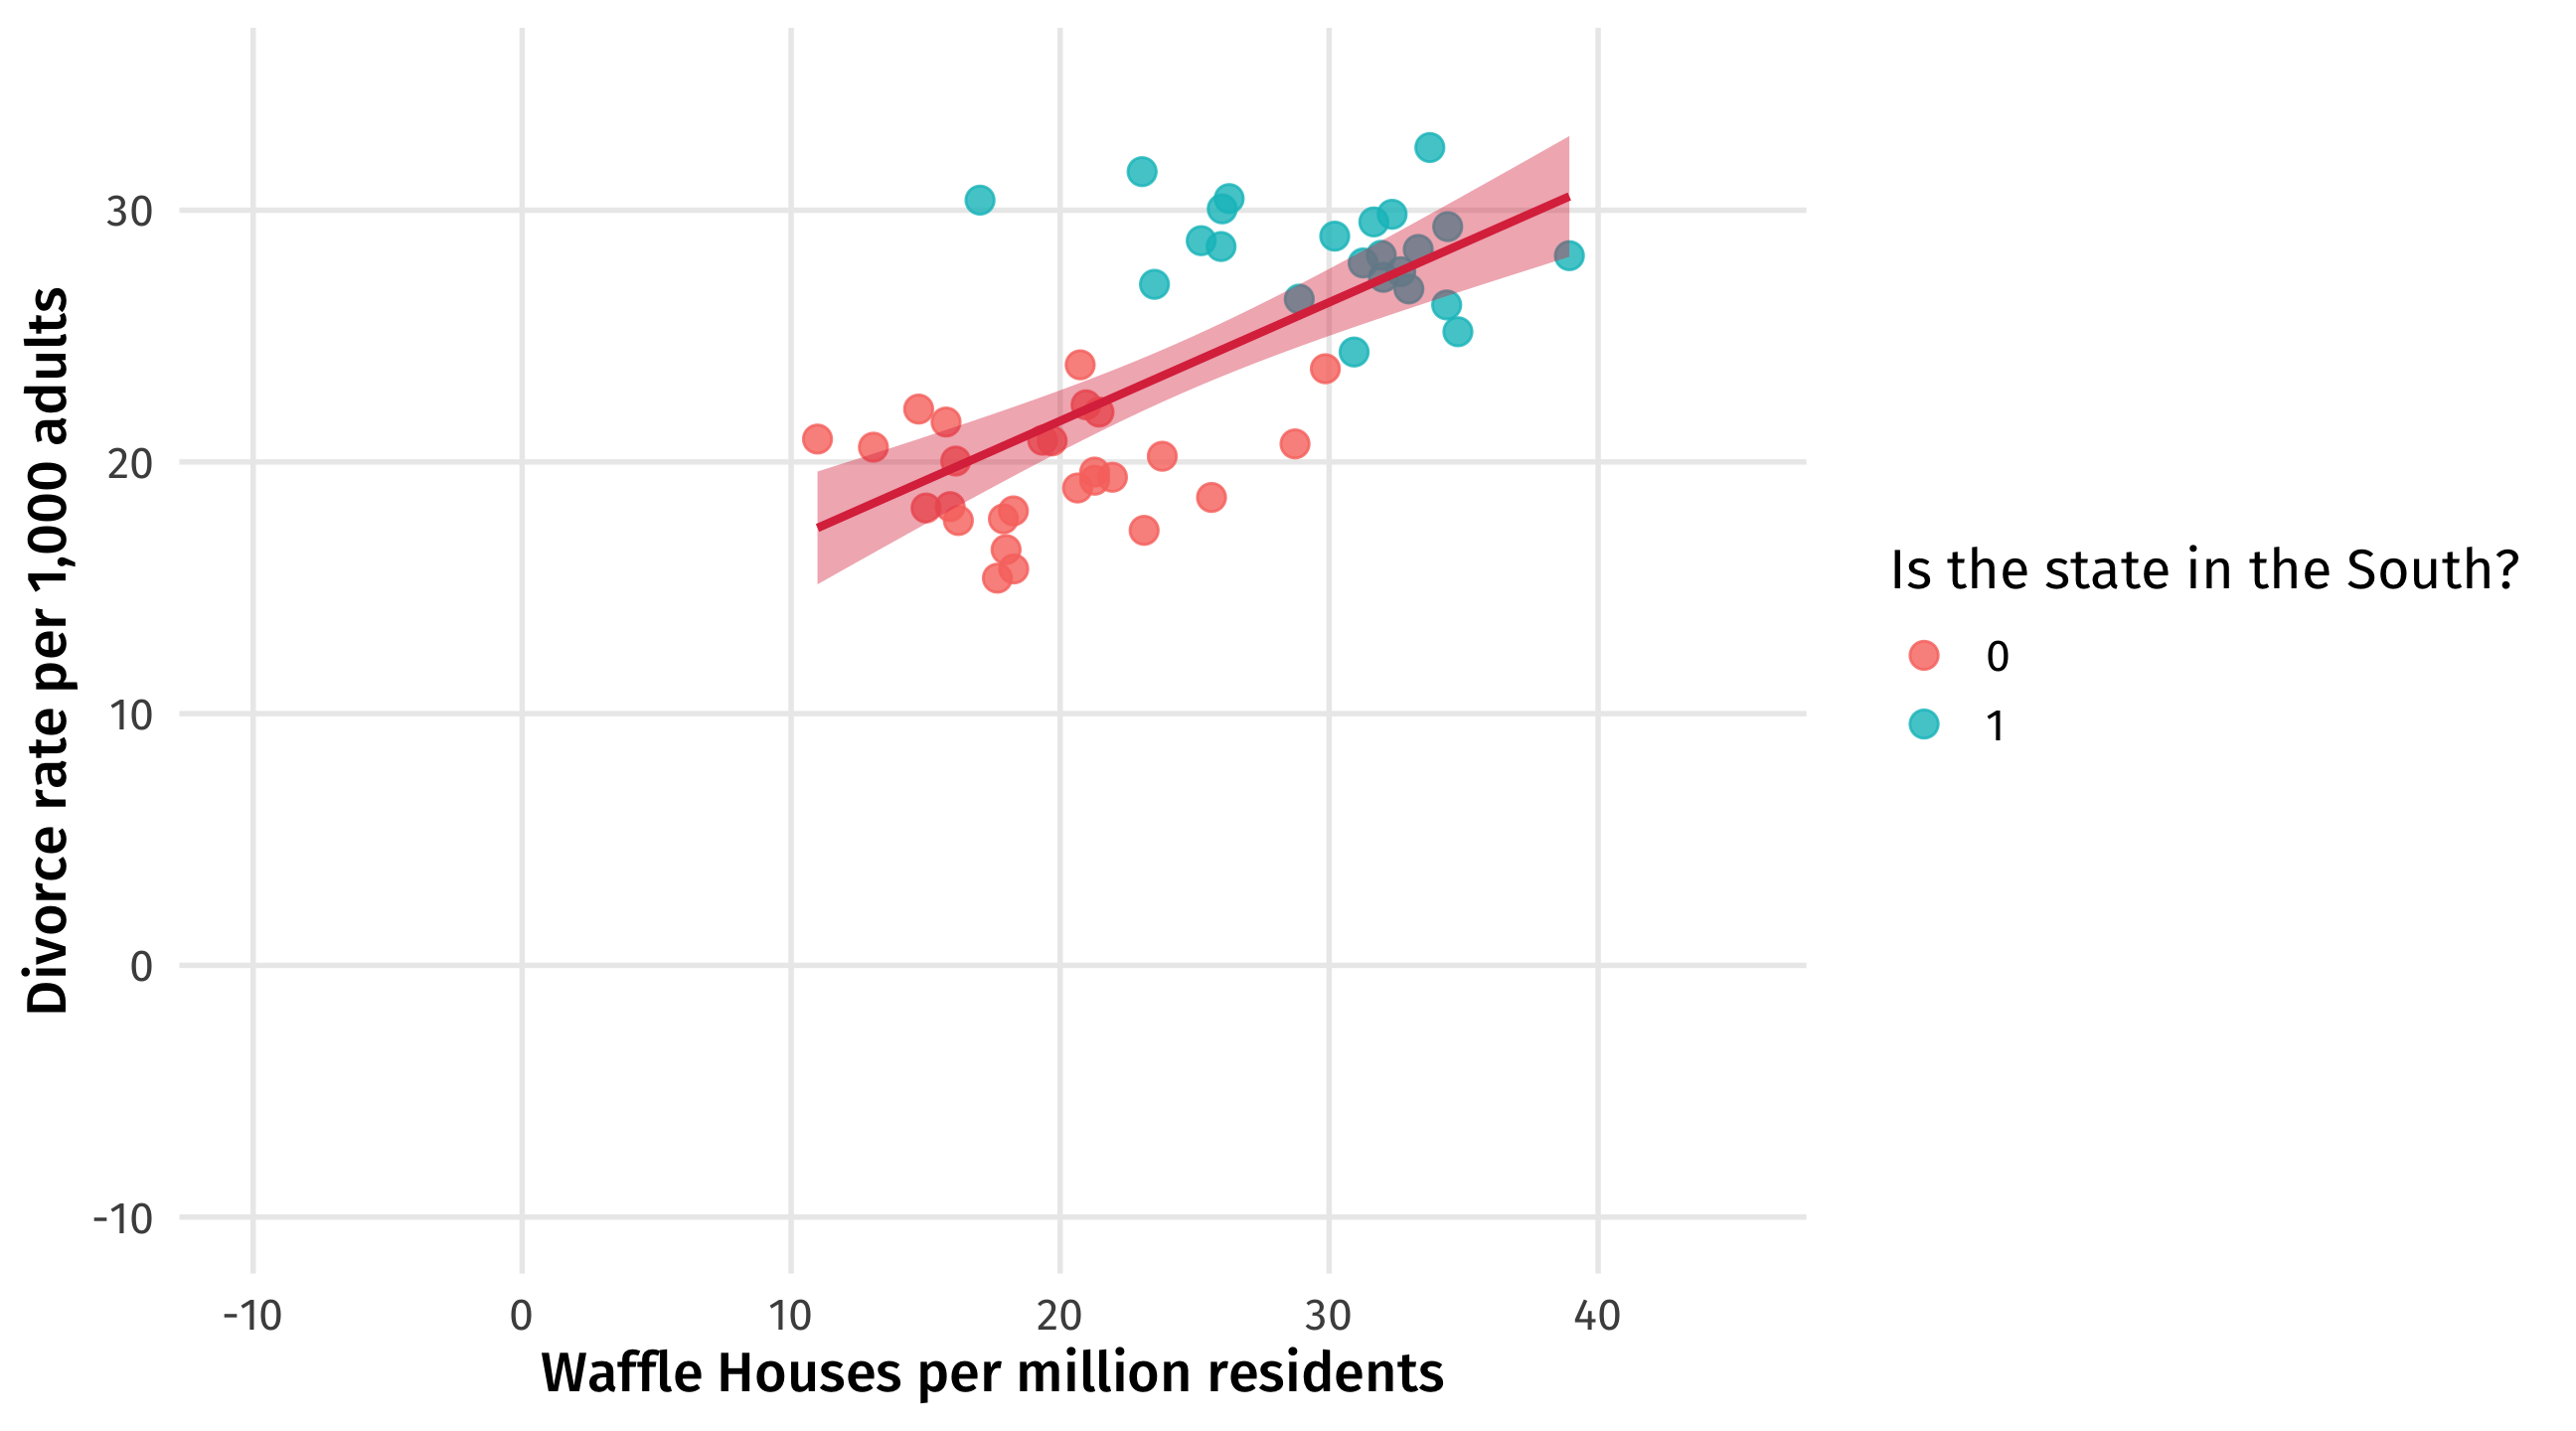 Divorce rate per 1,000 adults
30
20
10
0
-10
-10 0 10 20 30 40
Waffle Houses per million residents
Is the state in the South?
0
1